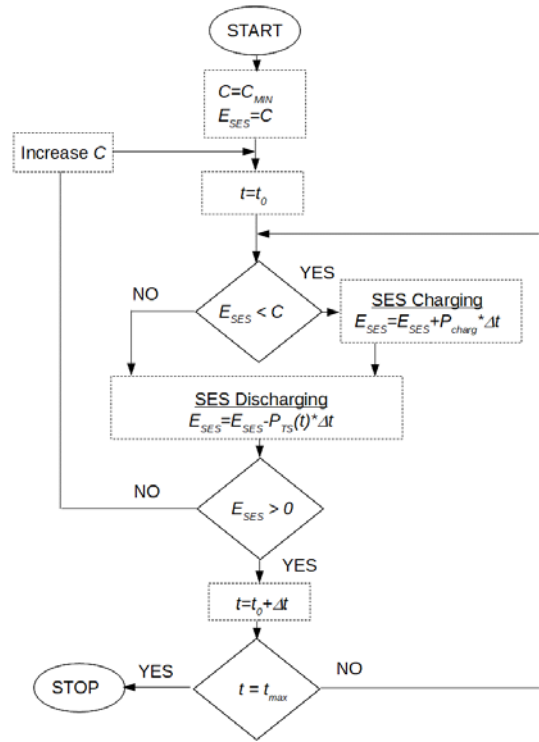 START
C=C_MIN
E_SES=C
Increase C
t=t_0
YES
NO
E_SES < C
SES Charging
E_SES=E_SES+P_charg*Δt
SES Discharging
E_SES=E_SES-P_TS(t)*Δt
NO
E_SES > 0
YES
t=t_0+Δt
YES
NO
STOP
t = t_max